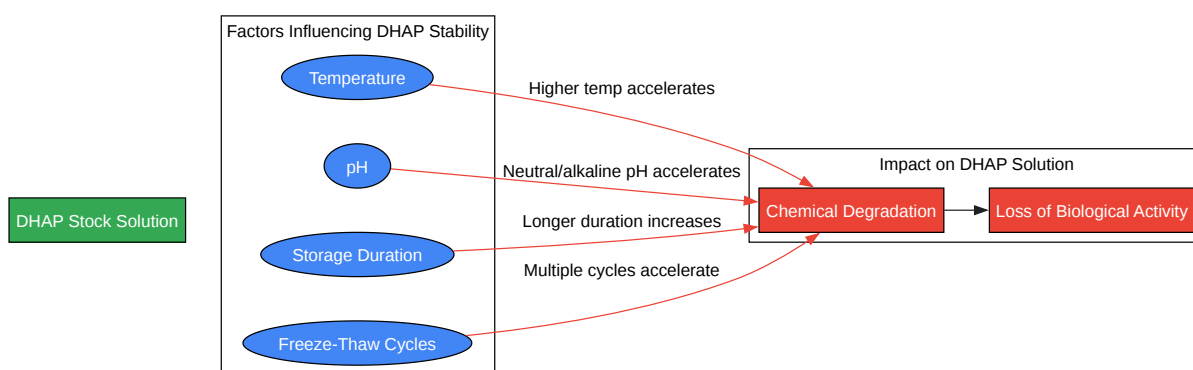 Factors Influencing DHAP Stability
Temperature
Higher temp accelerates
pH
Neutral/alkaline pH accelerates
Impact on DHAP Solution
DHAP Stock Solution
Chemical Degradation
Loss of Biological Activity
Longer duration increases
Storage Duration
Multiple cycles accelerate
Freeze-Thaw Cycles